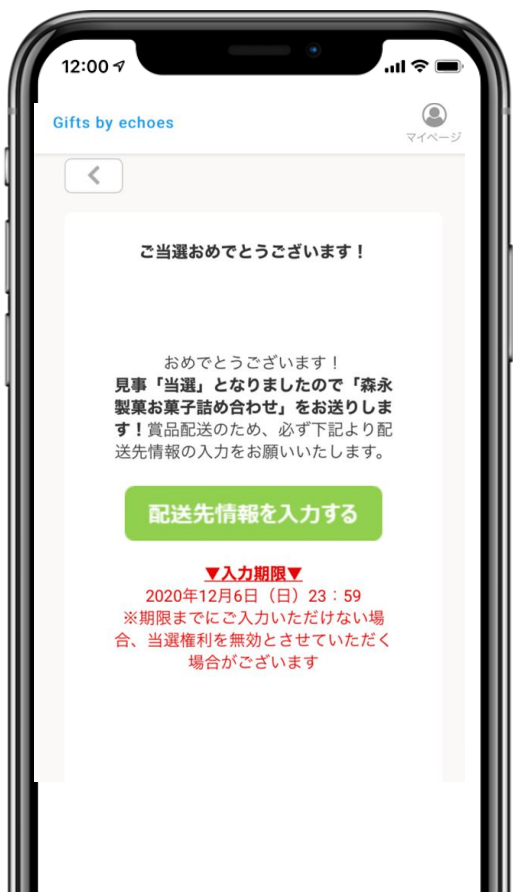 12:00
Gifts by echoes
マイページ
ご当選おめでとうございます！
おめでとうございます！
見事「当選」となりましたので「森永
製菓お菓子詰め合わせ」をお送りしま
す！賞品配送のため、必ず下記より配
送先情報の入力をお願いいたします。
配送先情報を入力する
▼入力期限▼
2020年12月6日（日）23：59
※期限までにご入力いただけない場
合、当選権利を無効とさせていただく
場合がございます